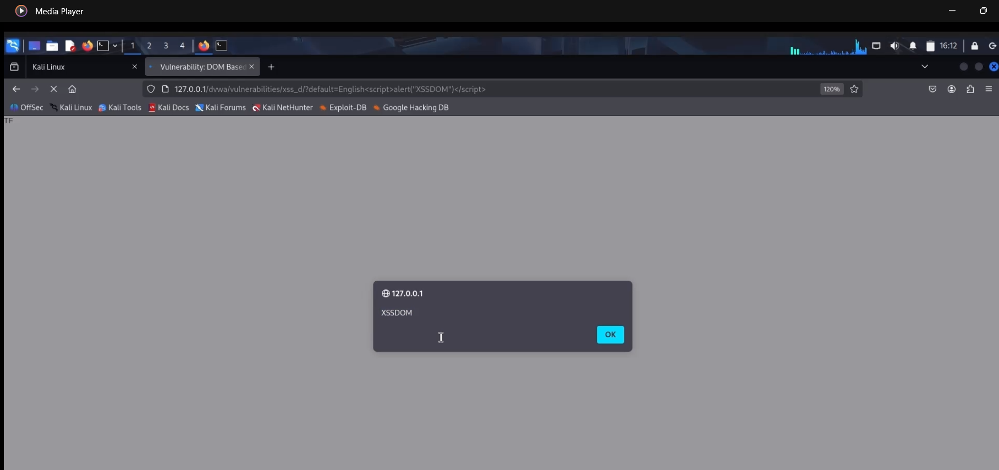 Media Player
1 2 3 4 16:12
Kali Linux
Vulnerability: DOM Based
127.0.0.1/dvwa/vulnerabilities/xss_d/?default=English<script>alert("XSSDOM")</script>
120%
OffSec Kali Linux Kali Tools Kali Docs Kali Forums Kali NetHunter Exploit-DB Google Hacking DB
TF
127.0.0.1
XSSDOM
OK